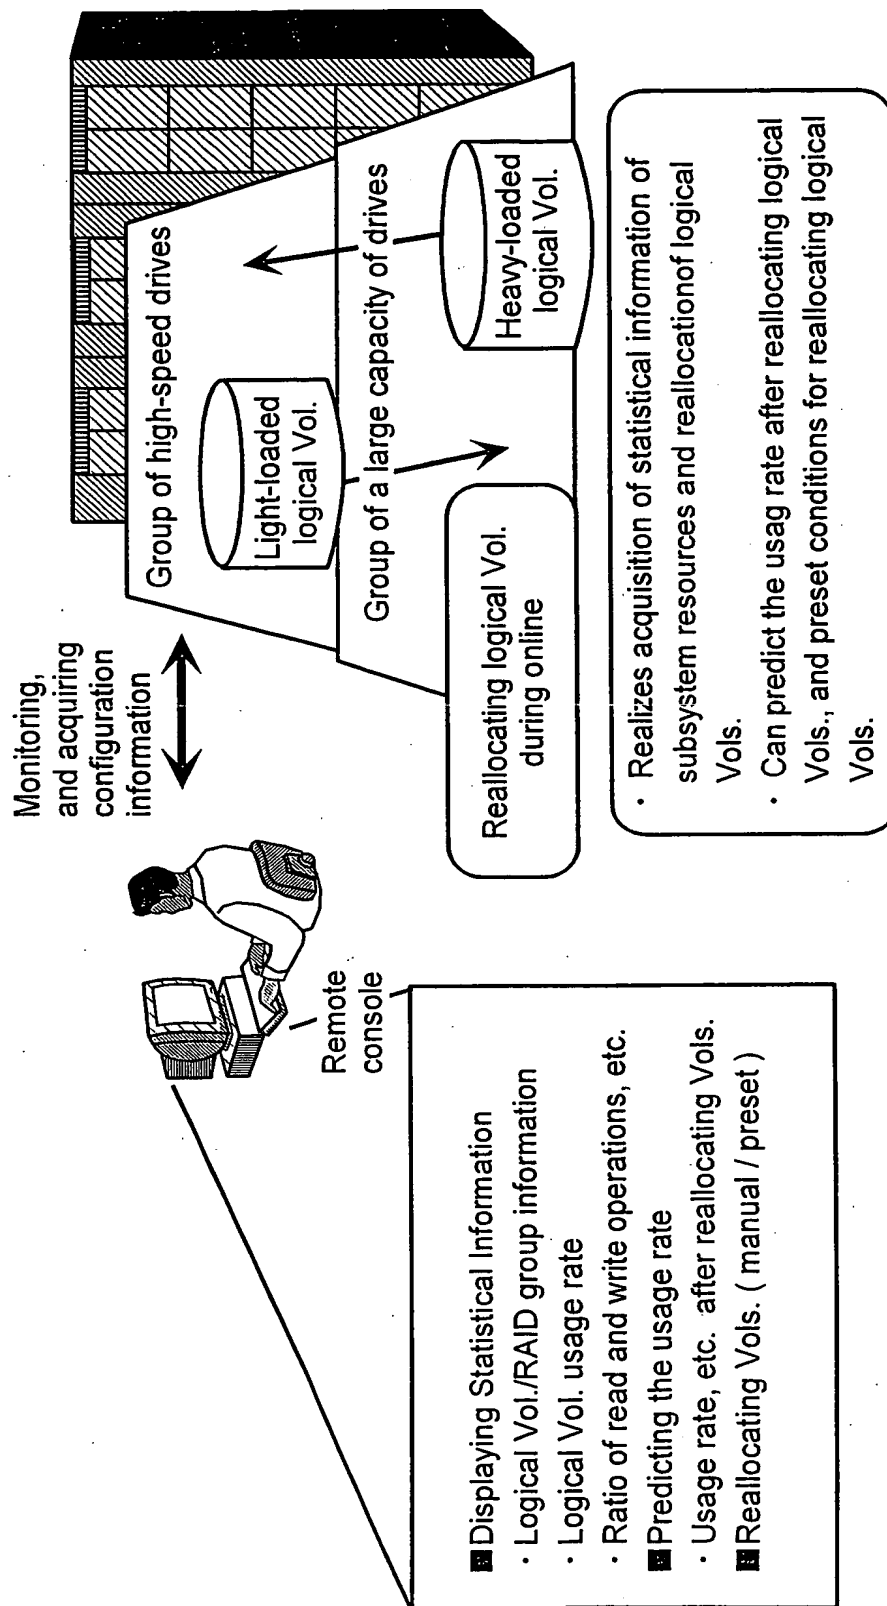 Monitoring,
and acquiring
configuration
information
Group of high-speed drives
Light-loaded
logical Vol.
Group of a large capacity of drives
Heavy-loaded
logical Vol.
Reallocating logical Vol.
during online
Remote
console
■ Displaying Statistical Information
・ Logical Vol./RAID group information
・ Logical Vol. usage rate
・ Ratio of read and write operations, etc.
■ Predicting the usage rate
・ Usage rate, etc. after reallocating Vols.
■ Reallocating Vols. ( manual / preset )
・ Realizes acquisition of statistical information of
subsystem resources and reallocationof logical
Vols.
・ Can predict the usag rate after reallocating logical
Vols., and preset conditions for reallocating logical
Vols.